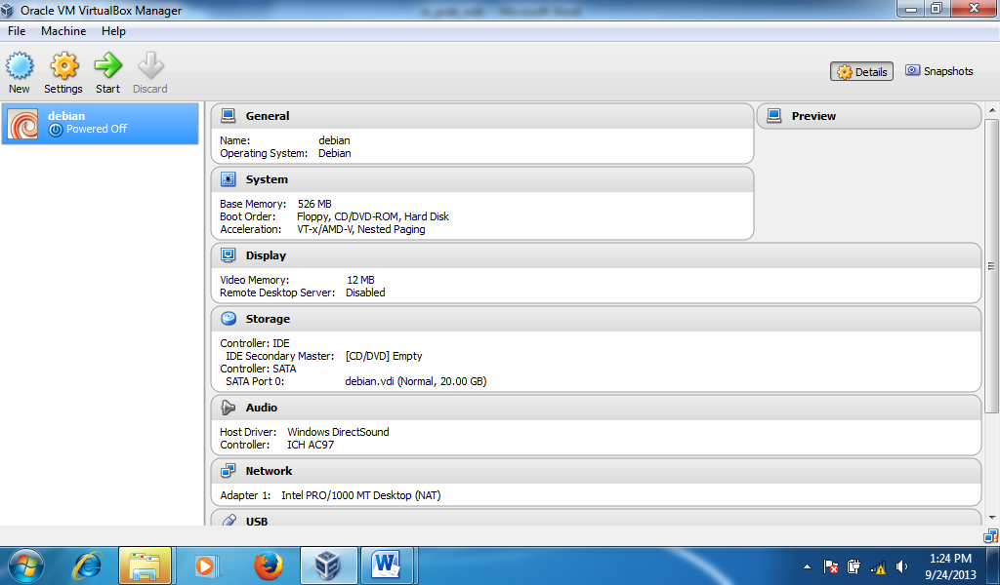 Oracle VM VirtualBox Manager
File Machine Help
New Settings Start Discard
Details Snapshots
debian
Powered Off
General
Name: debian
Operating System: Debian
Preview
System
Base Memory: 526 MB
Boot Order: Floppy, CD/DVD-ROM, Hard Disk
Acceleration: VT-x/AMD-V, Nested Paging
Display
Video Memory: 12 MB
Remote Desktop Server: Disabled
Storage
Controller: IDE
IDE Secondary Master: [CD/DVD] Empty
Controller: SATA
SATA Port 0: debian.vdi (Normal, 20.00 GB)
Audio
Host Driver: Windows DirectSound
Controller: ICH AC97
Network
Adapter 1: Intel PRO/1000 MT Desktop (NAT)
USB
1:24 PM
9/24/2013